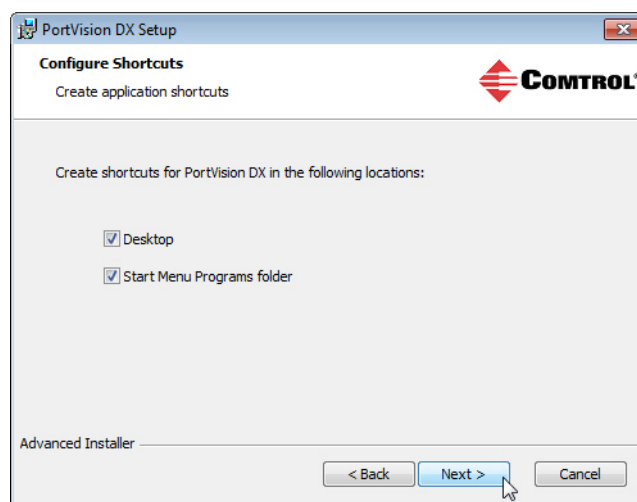 PortVision DX Setup
Configure Shortcuts
Create application shortcuts
COMTROL®
Create shortcuts for PortVision DX in the following locations:
Desktop
Start Menu Programs folder
Advanced Installer
< Back Next > Cancel